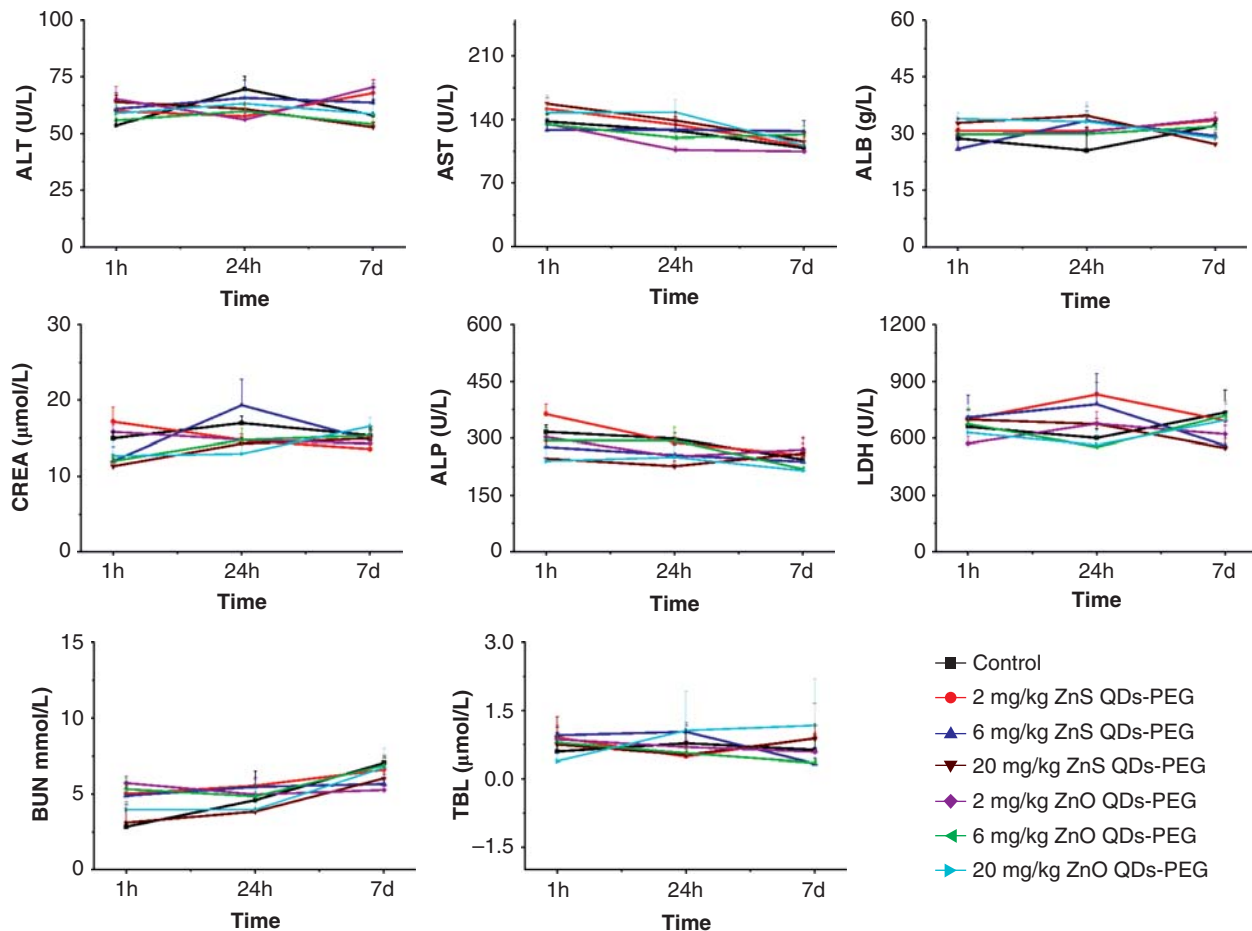 100
75
50
25
0
ALT (U/L)
1h 24h 7d
Time
210
140
70
0
AST (U/L)
1h 24h 7d
Time
60
45
30
15
0
ALB (g/L)
1h 24h 7d
Time
30
20
10
0
CREA (μmol/L)
1h 24h 7d
Time
600
450
300
150
0
ALP (U/L)
1h 24h 7d
Time
1200
900
600
300
0
LDH (U/L)
1h 24h 7d
Time
15
10
5
0
BUN mmol/L)
1h 24h 7d
Time
3.0
1.5
0.0
−1.5
TBL (μmol/L)
1h 24h 7d
Time
Control
2 mg/kg ZnS QDs-PEG
6 mg/kg ZnS QDs-PEG
20 mg/kg ZnS QDs-PEG
2 mg/kg ZnO QDs-PEG
6 mg/kg ZnO QDs-PEG
20 mg/kg ZnO QDs-PEG